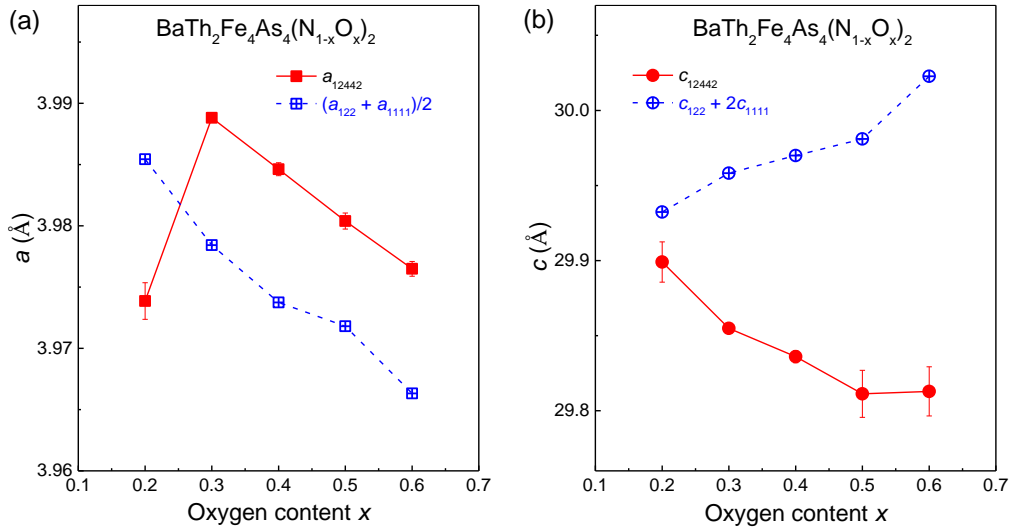 (a)
BaTh₂Fe₄As₄(N₁₋ₓOₓ)₂
a₁₂₄₄₂
(a₁₂₂ + a₁₁₁₁)/2
3.99
3.98
3.97
3.96
a (Å)
0.1 0.2 0.3 0.4 0.5 0.6 0.7
Oxygen content x
(b)
BaTh₂Fe₄As₄(N₁₋ₓOₓ)₂
c₁₂₄₄₂
c₁₂₂ + 2c₁₁₁₁
30.0
29.9
29.8
c (Å)
0.1 0.2 0.3 0.4 0.5 0.6 0.7
Oxygen content x